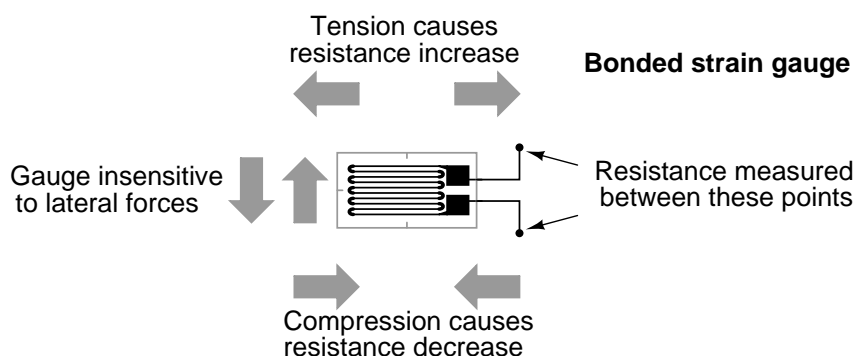 Tension causes
resistance increase
Bonded strain gauge
Gauge insensitive
to lateral forces
Resistance measured
between these points
Compression causes
resistance decrease